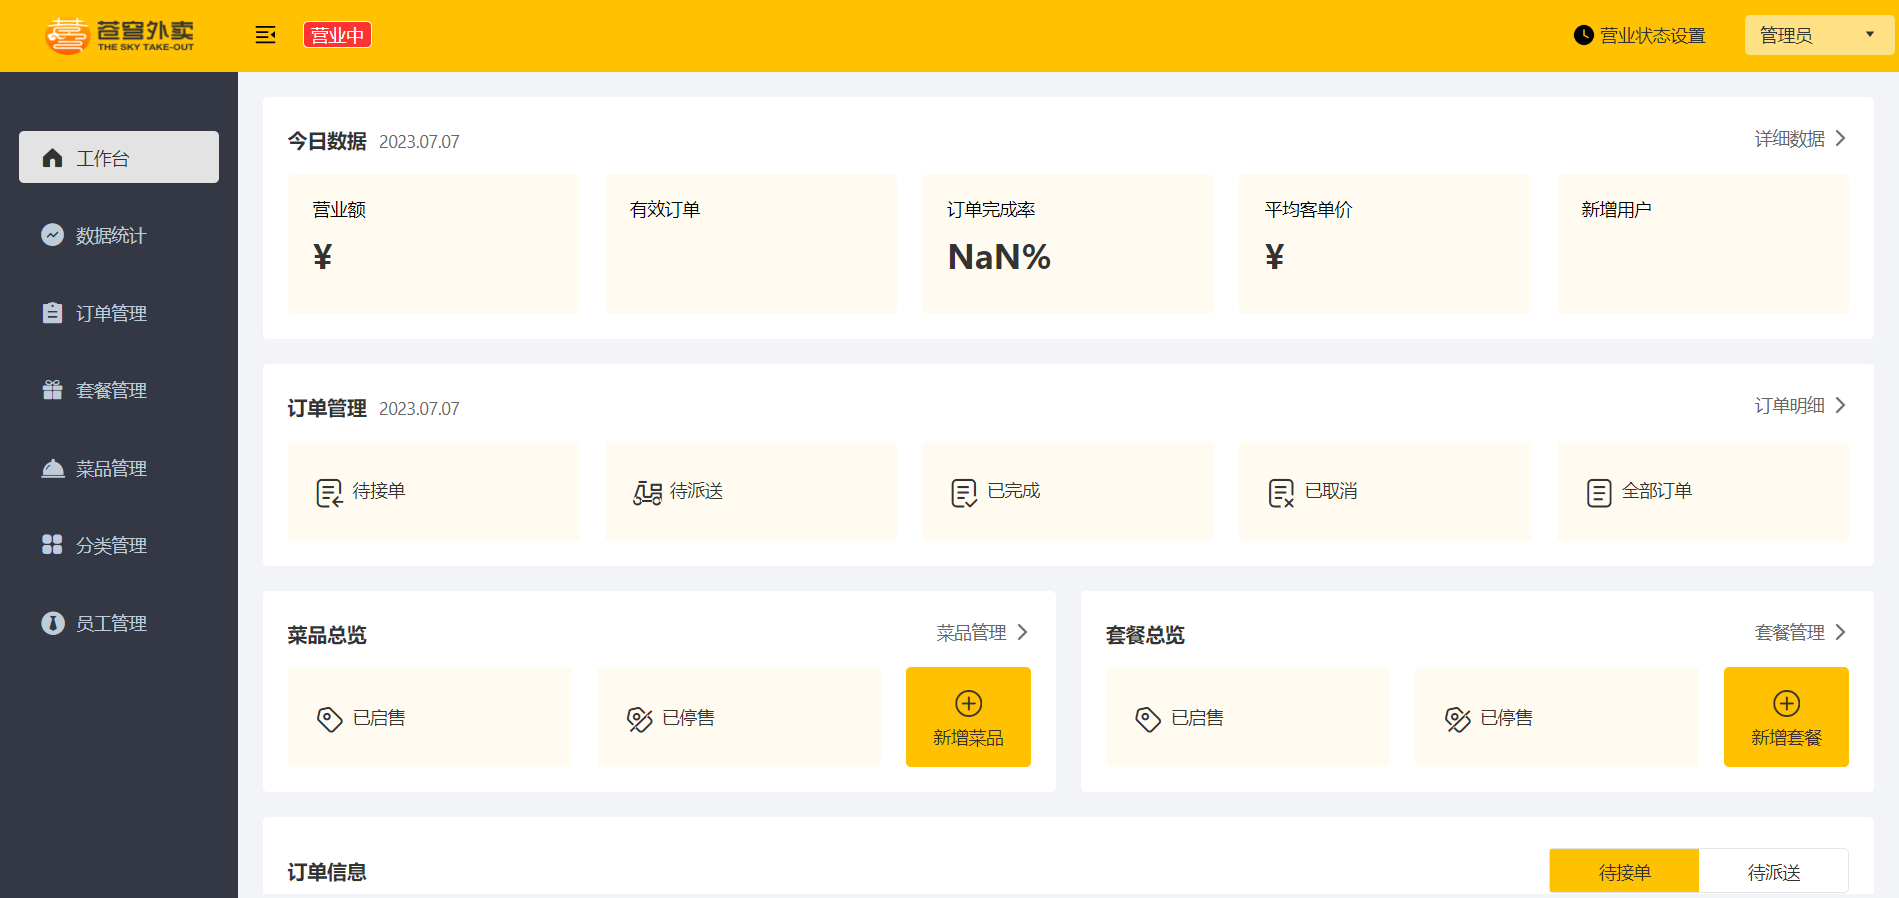 苍穹外卖
THE SKY TAKE-OUT
营业中
营业状态设置
管理员
工作台
数据统计
订单管理
套餐管理
菜品管理
分类管理
员工管理
今日数据 2023.07.07
详细数据
营业额
¥
有效订单
订单完成率
NaN%
平均客单价
¥
新增用户
订单管理 2023.07.07
订单明细
待接单
待派送
已完成
已取消
全部订单
菜品总览
菜品管理
已启售
已停售
新增菜品
套餐总览
套餐管理
已启售
已停售
新增套餐
订单信息
待接单
待派送